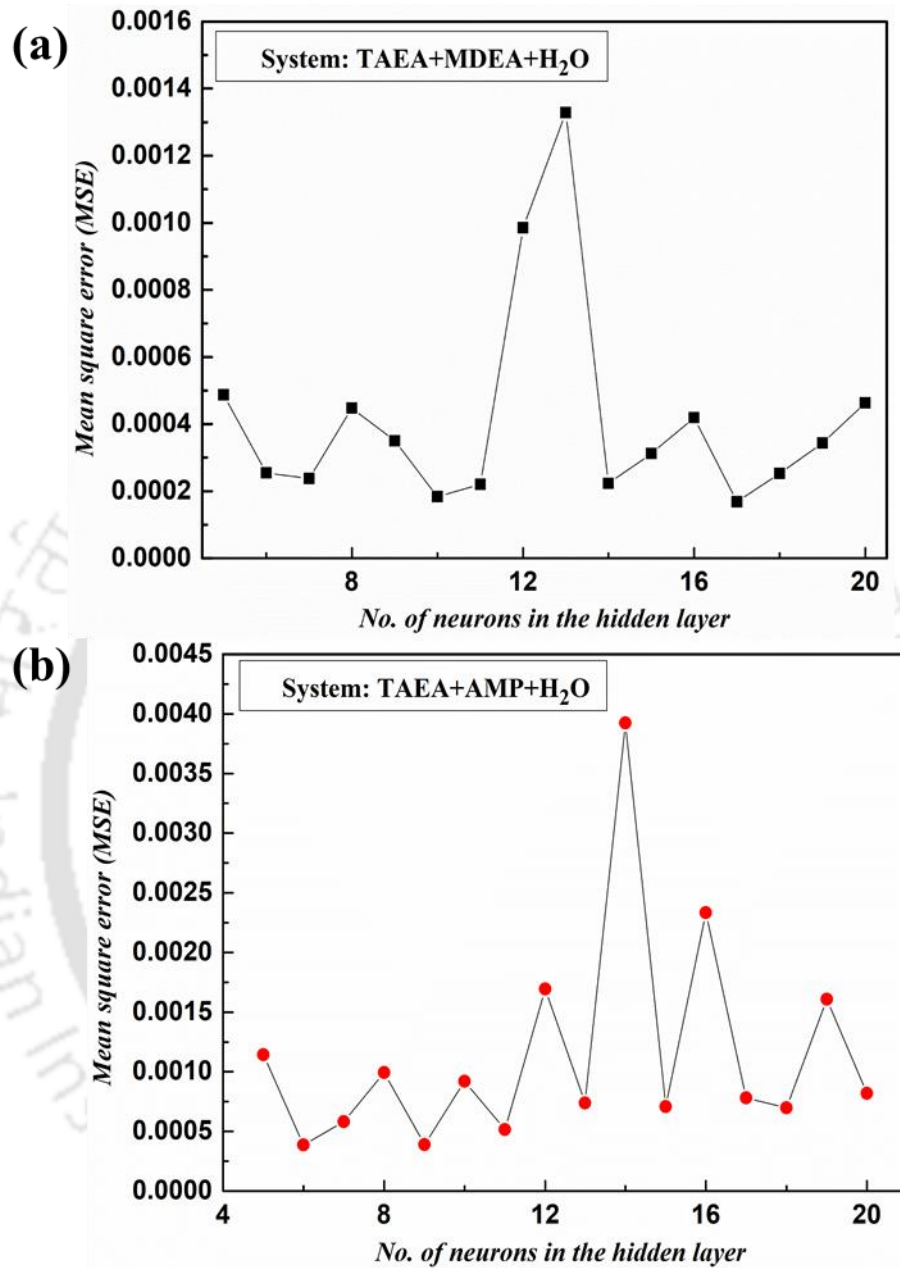 (a)
System: TAEA+MDEA+H₂O
0.0016
0.0014
0.0012
0.0010
0.0008
0.0006
0.0004
0.0002
0.0000
Mean square error (MSE)
8 12 16 20
No. of neurons in the hidden layer
(b)
System: TAEA+AMP+H₂O
0.0045
0.0040
0.0035
0.0030
0.0025
0.0020
0.0015
0.0010
0.0005
0.0000
Mean square error (MSE)
4 8 12 16 20
No. of neurons in the hidden layer